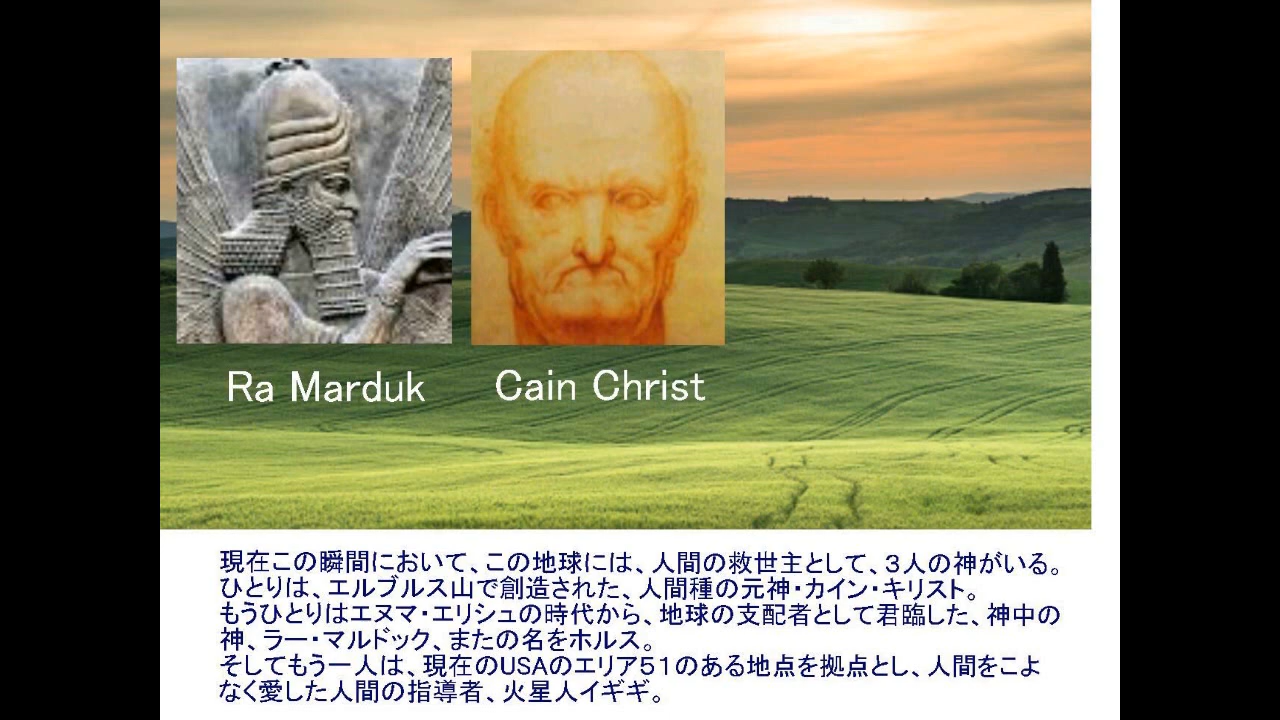 Ra Marduk
Cain Christ
現在この瞬間において、この地球には、人間の救世主として、３人の神がいる。
ひとりは、エルブルス山で創造された、人間種の元神・カイン・キリスト。
もうひとりはエヌマ・エリシュの時代から、地球の支配者として君臨した、神中の
神、ラー・マルドック、またの名をホルス。
そしてもう一人は、現在のUSAのエリア５１のある地点を拠点とし、人間をこよ
なく愛した人間の指導者、火星人イギギ。